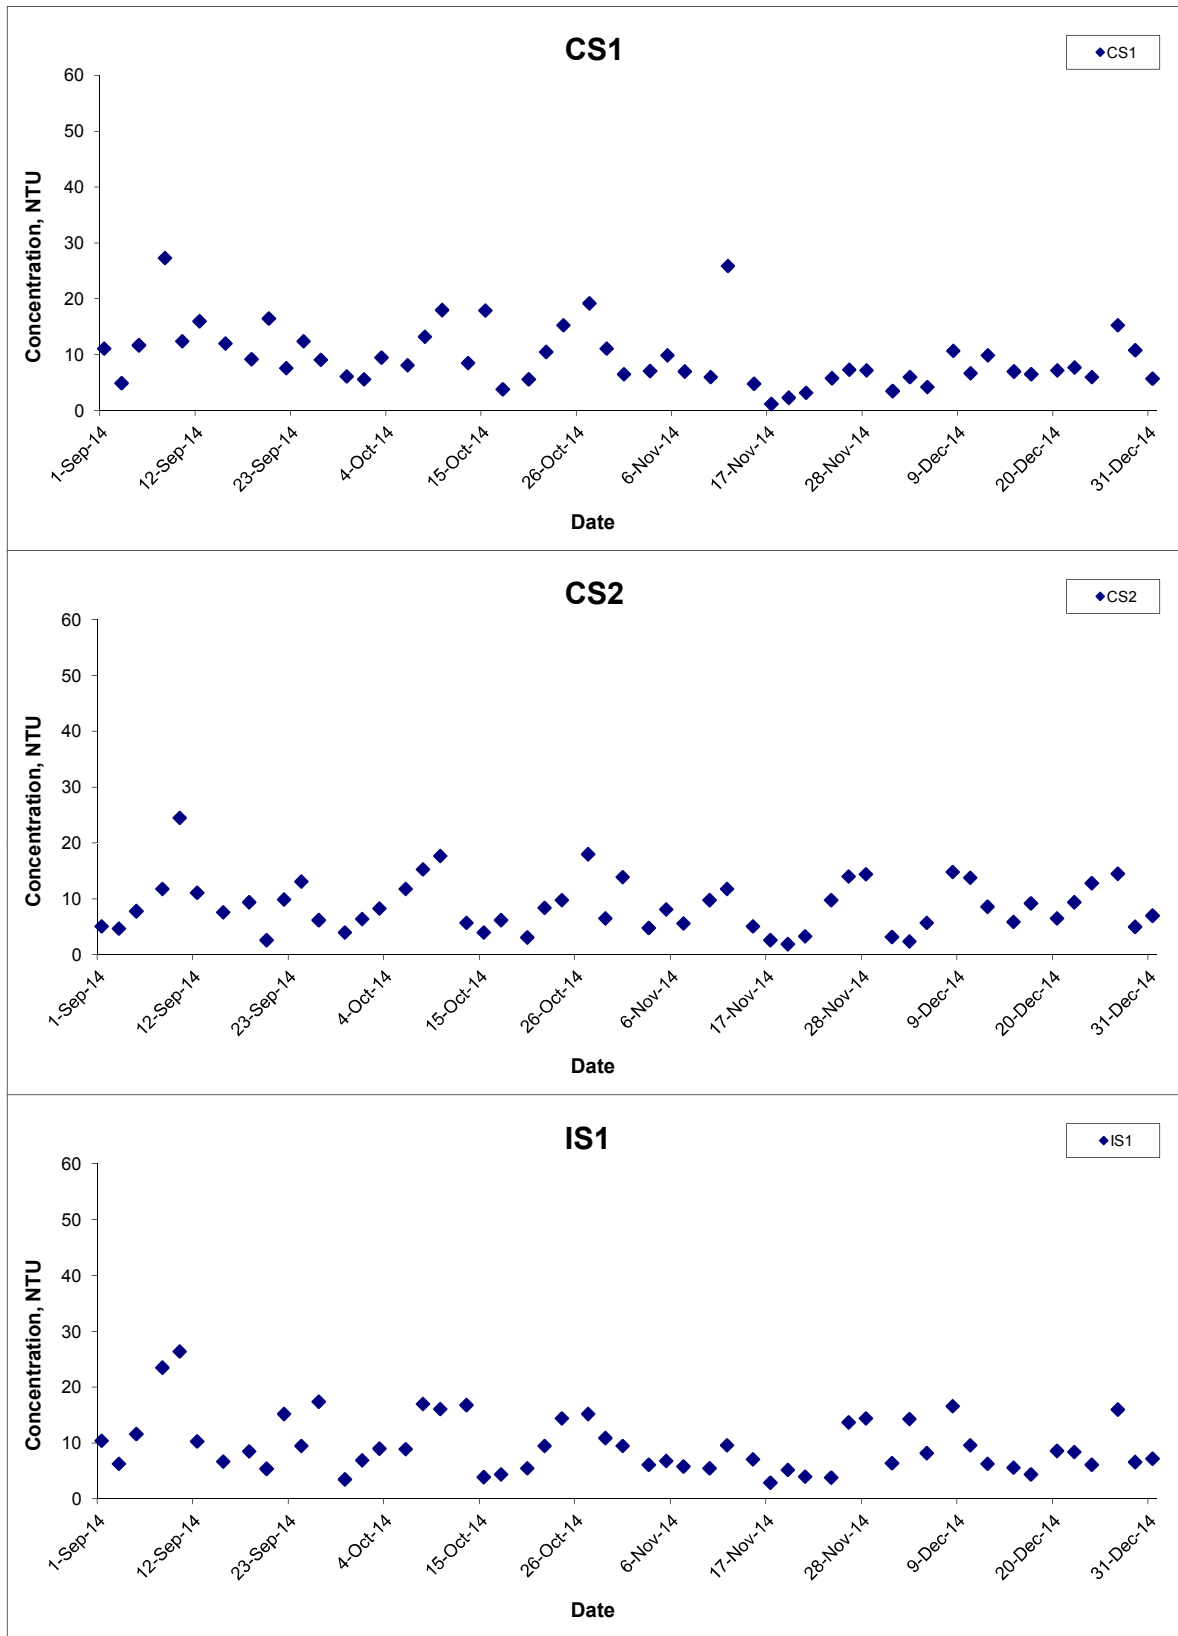 CS1
CS1
60
50
40
30
20
10
0
Concentration, NTU
1-Sep-14
12-Sep-14
23-Sep-14
4-Oct-14
15-Oct-14
26-Oct-14
6-Nov-14
17-Nov-14
28-Nov-14
9-Dec-14
20-Dec-14
31-Dec-14
Date
CS2
CS2
60
50
40
30
20
10
0
Concentration, NTU
1-Sep-14
12-Sep-14
23-Sep-14
4-Oct-14
15-Oct-14
26-Oct-14
6-Nov-14
17-Nov-14
28-Nov-14
9-Dec-14
20-Dec-14
31-Dec-14
Date
IS1
IS1
60
50
40
30
20
10
0
Concentration, NTU
1-Sep-14
12-Sep-14
23-Sep-14
4-Oct-14
15-Oct-14
26-Oct-14
6-Nov-14
17-Nov-14
28-Nov-14
9-Dec-14
20-Dec-14
31-Dec-14
Date